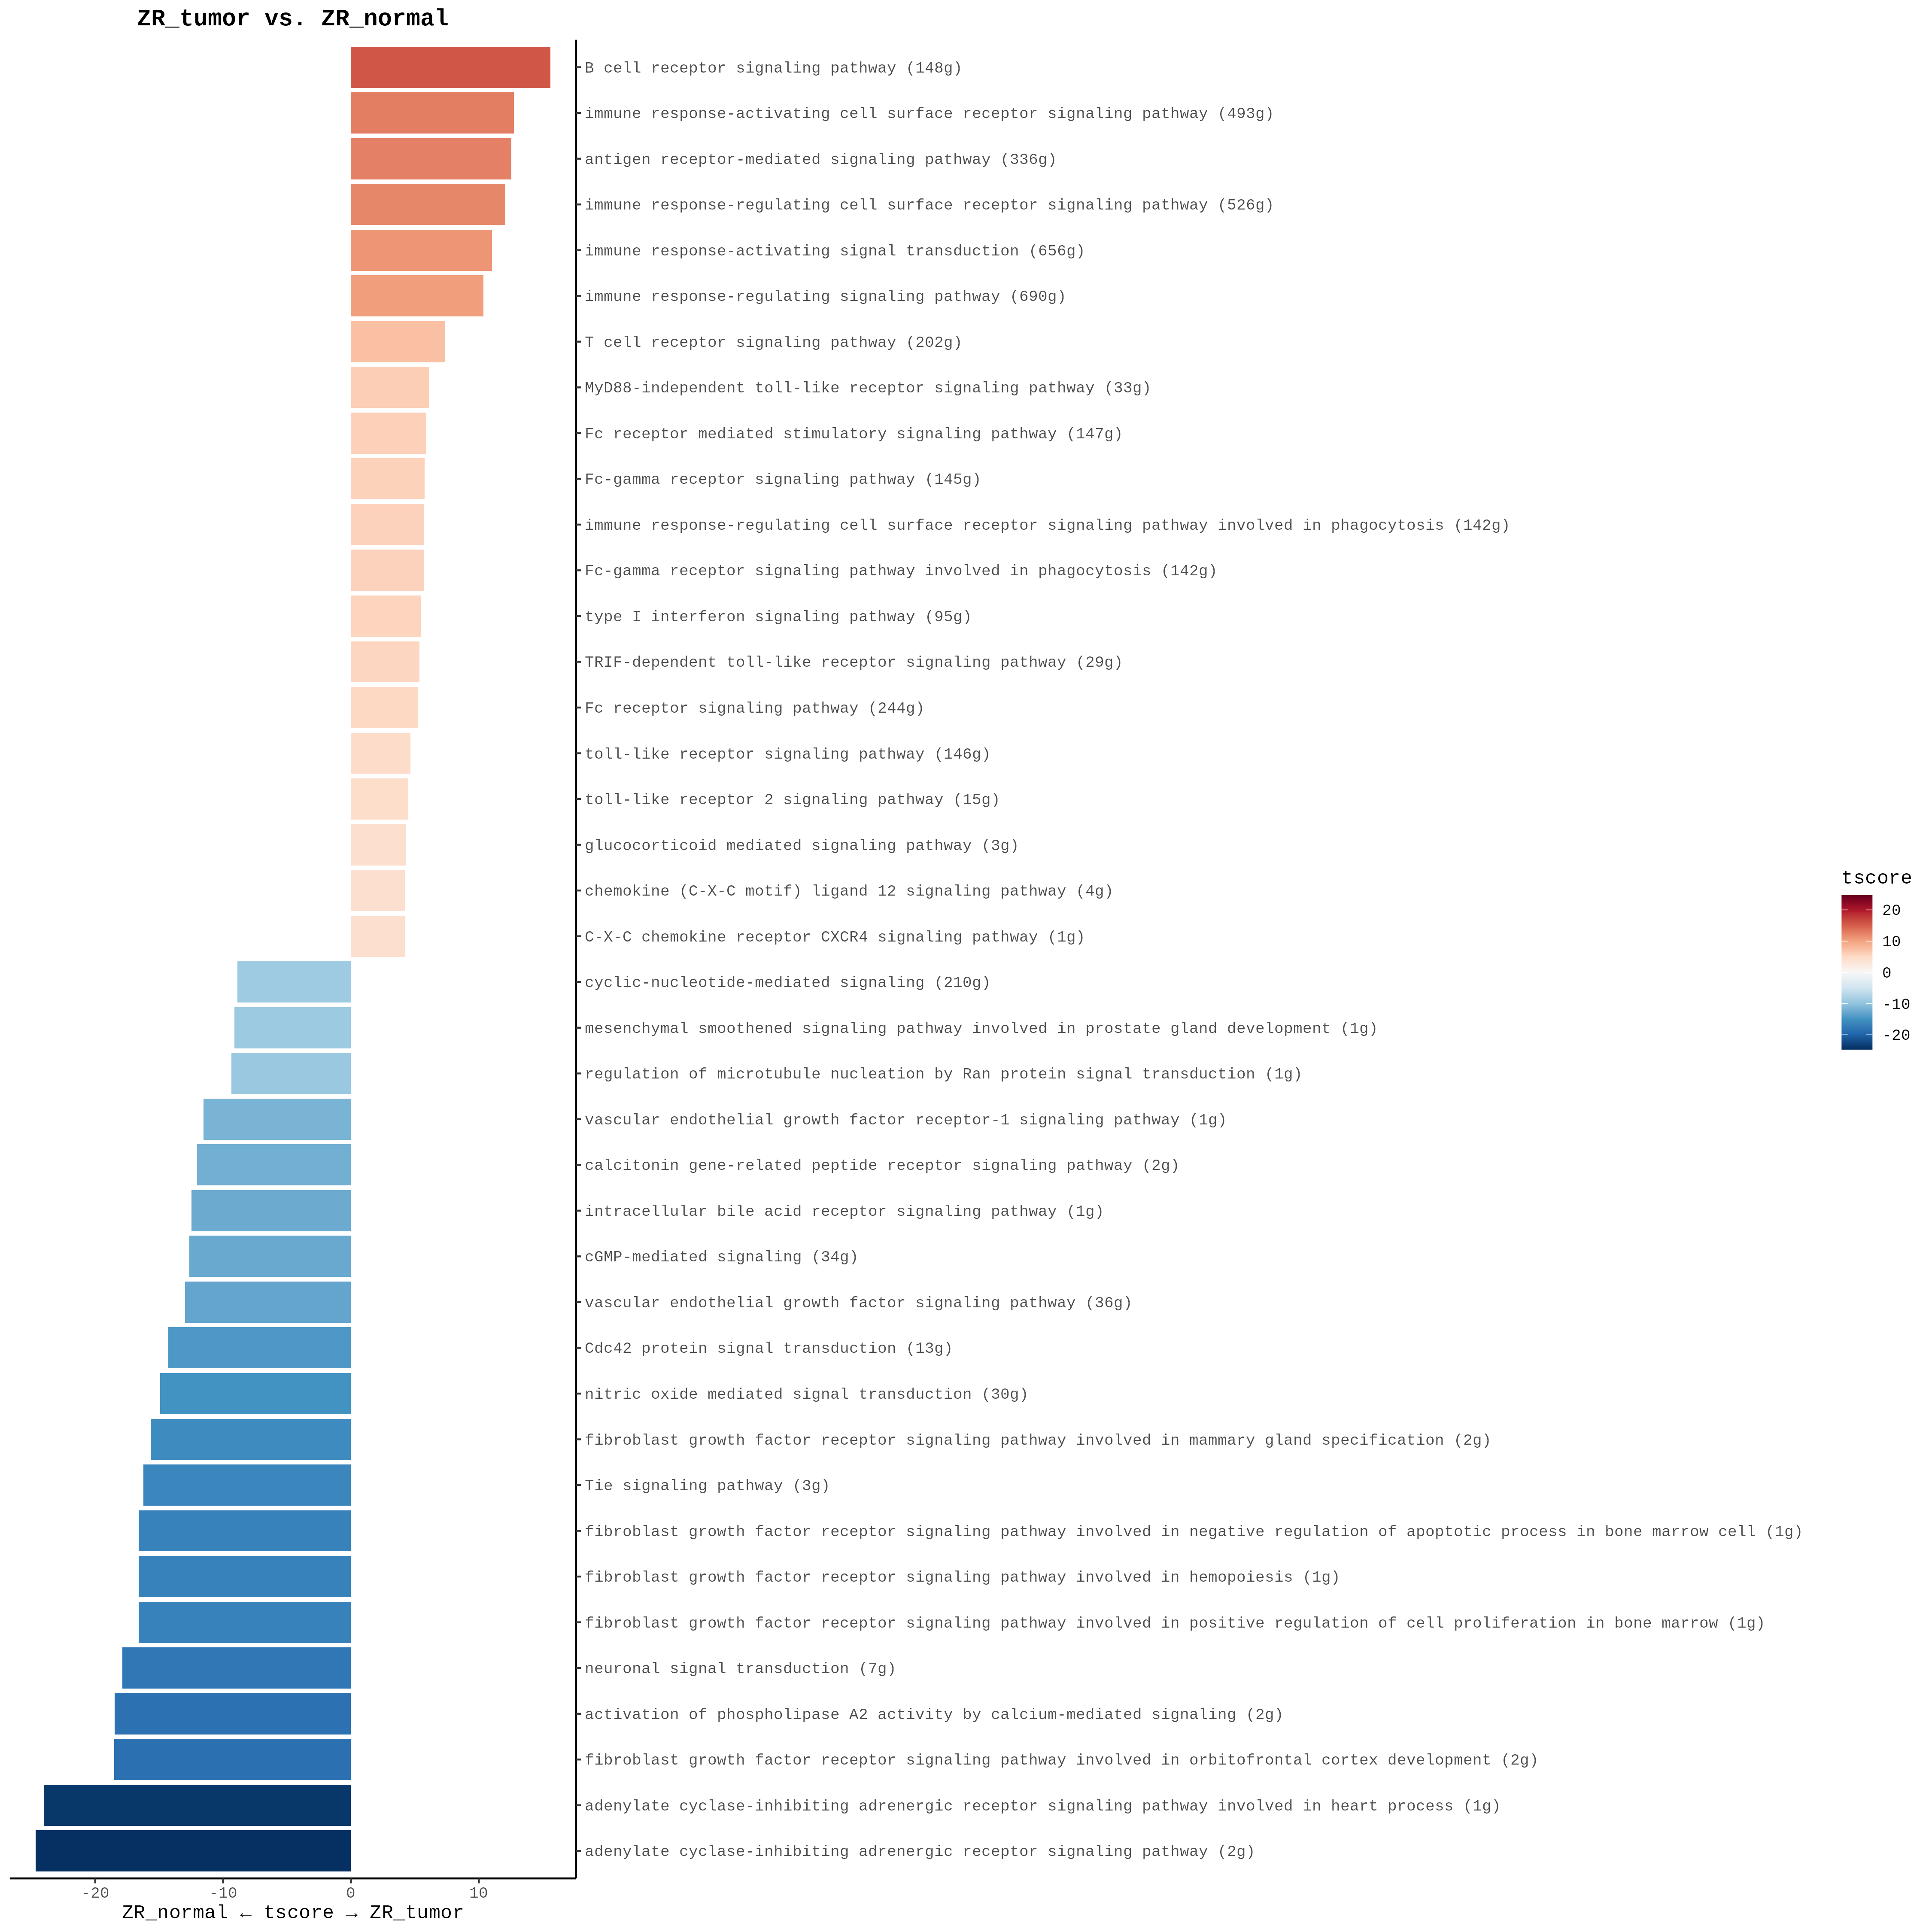 ZR_tumor vs. ZR_normal
B cell receptor signaling pathway (148g)
immune response-activating cell surface receptor signaling pathway (493g)
antigen receptor-mediated signaling pathway (336g)
immune response-regulating cell surface receptor signaling pathway (526g)
immune response-activating signal transduction (656g)
immune response-regulating signaling pathway (690g)
T cell receptor signaling pathway (202g)
MyD88-independent toll-like receptor signaling pathway (33g)
Fc receptor mediated stimulatory signaling pathway (147g)
Fc-gamma receptor signaling pathway (145g)
immune response-regulating cell surface receptor signaling pathway involved in phagocytosis (142g)
Fc-gamma receptor signaling pathway involved in phagocytosis (142g)
type I interferon signaling pathway (95g)
TRIF-dependent toll-like receptor signaling pathway (29g)
Fc receptor signaling pathway (244g)
toll-like receptor signaling pathway (146g)
toll-like receptor 2 signaling pathway (15g)
glucocorticoid mediated signaling pathway (3g)
chemokine (C-X-C motif) ligand 12 signaling pathway (4g)
C-X-C chemokine receptor CXCR4 signaling pathway (1g)
cyclic-nucleotide-mediated signaling (210g)
mesenchymal smoothened signaling pathway involved in prostate gland development (1g)
regulation of microtubule nucleation by Ran protein signal transduction (1g)
vascular endothelial growth factor receptor-1 signaling pathway (1g)
calcitonin gene-related peptide receptor signaling pathway (2g)
intracellular bile acid receptor signaling pathway (1g)
cGMP-mediated signaling (34g)
vascular endothelial growth factor signaling pathway (36g)
Cdc42 protein signal transduction (13g)
nitric oxide mediated signal transduction (30g)
fibroblast growth factor receptor signaling pathway involved in mammary gland specification (2g)
Tie signaling pathway (3g)
fibroblast growth factor receptor signaling pathway involved in negative regulation of apoptotic process in bone marrow cell (1g)
fibroblast growth factor receptor signaling pathway involved in hemopoiesis (1g)
fibroblast growth factor receptor signaling pathway involved in positive regulation of cell proliferation in bone marrow (1g)
neuronal signal transduction (7g)
activation of phospholipase A2 activity by calcium-mediated signaling (2g)
fibroblast growth factor receptor signaling pathway involved in orbitofrontal cortex development (2g)
adenylate cyclase-inhibiting adrenergic receptor signaling pathway involved in heart process (1g)
adenylate cyclase-inhibiting adrenergic receptor signaling pathway (2g)
-20 -10 0 10
ZR_normal ← tscore → ZR_tumor
tscore
20
10
0
-10
-20